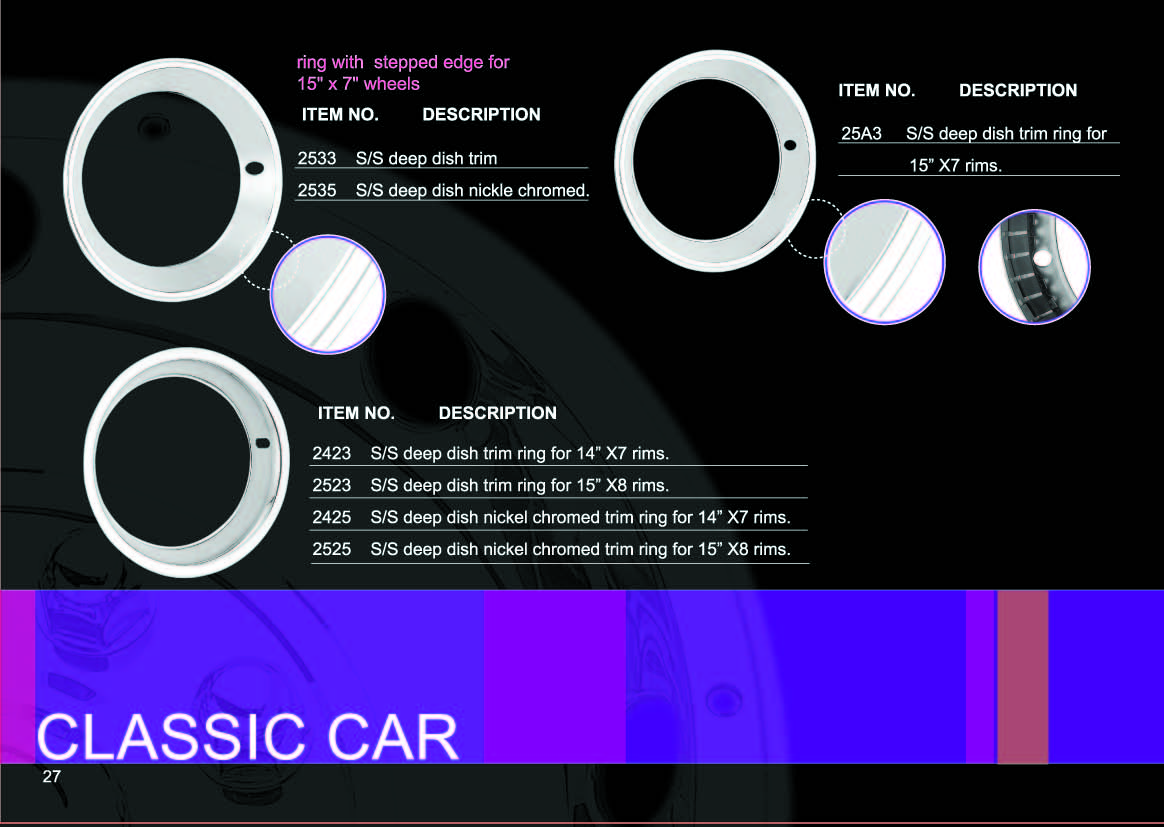 ring with stepped edge for
15" x 7" wheels
ITEM NO. DESCRIPTION
2533 S/S deep dish trim
2535 S/S deep dish nickle chromed.
ITEM NO. DESCRIPTION
25A3 S/S deep dish trim ring for
15” X7 rims.
ITEM NO. DESCRIPTION
2423 S/S deep dish trim ring for 14” X7 rims.
2523 S/S deep dish trim ring for 15” X8 rims.
2425 S/S deep dish nickel chromed trim ring for 14” X7 rims.
2525 S/S deep dish nickel chromed trim ring for 15” X8 rims.
CLASSIC CAR
27